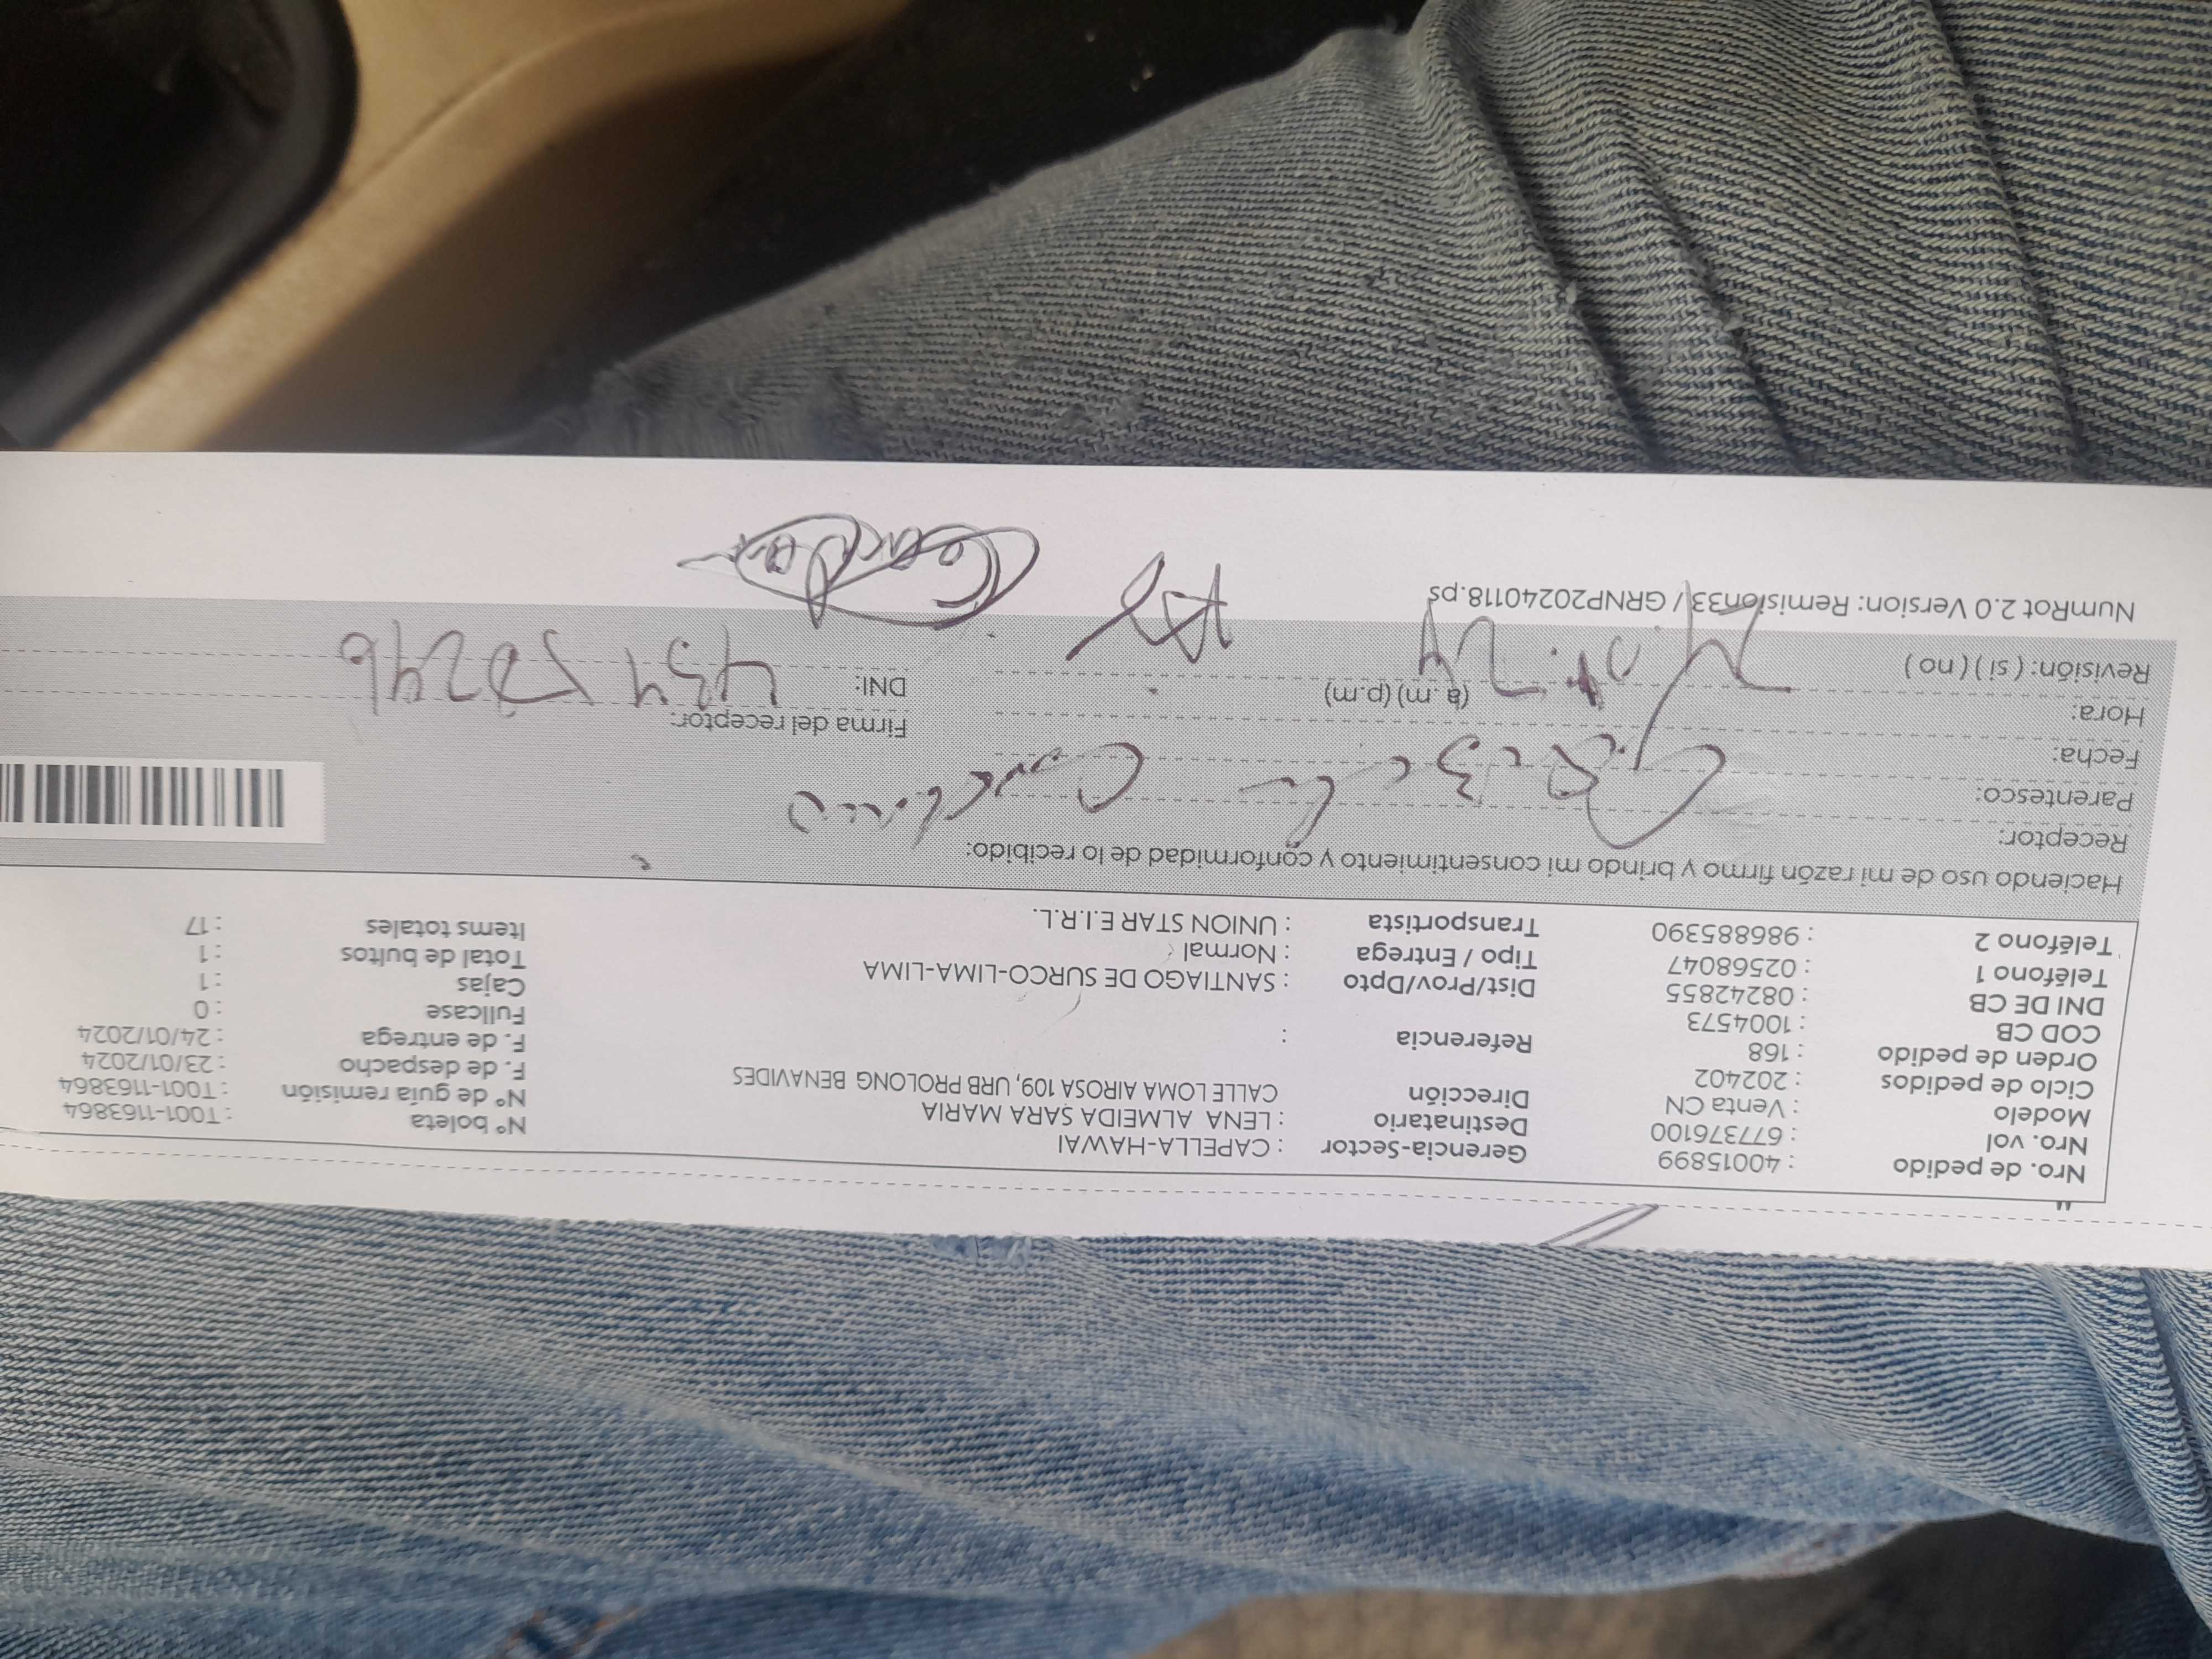 Nro. de pedido : 40015899 Gerencia-Sector : CAPELLA-HAWAI Nº boleta : T001-1163864
Nro. vol : 677376100 Destinatario : LENA ALMEIDA SARA MARIA Nº de guía remisión : T001-1163864
Modelo : Venta CN Dirección CALLE LOMA AIROSA 109, URB PROLONG BENAVIDES F. de despacho : 23/01/2024
Ciclo de pedidos : 202402 F. de entrega : 24/01/2024
Orden de pedido : 168 Referencia : Fullcase : 0
COD CB : 1004573 Cajas : 1
DNI DE CB : 08242855 Dist/Prov/Dpto : SANTIAGO DE SURCO-LIMA-LIMA Total de bultos : 1
Teléfono 1 : 02568047 Tipo / Entrega : Normal Items totales : 17
Teléfono 2 : 986885390 Transportista : UNION STAR E.I.R.L.
Haciendo uso de mi razón firmo y brindo mi consentimiento y conformidad de lo recibido:
Receptor:
Parentesco:
Fecha: Firma del receptor:
Hora: (a.m) (p.m) DNI:
Revisión: ( si ) ( no )
NumRot 2.0 Version: Remision33 / GRNP20240118.ps